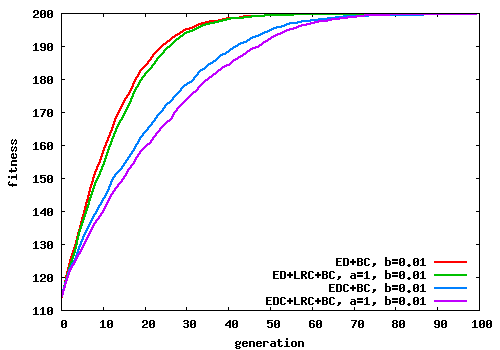 200
190
180
170
160
150
140
130
120
110
fitness
ED+BC, b=0.01
ED+LRC+BC, a=1, b=0.01
EDC+BC, b=0.01
EDC+LRC+BC, a=1, b=0.01
0 10 20 30 40 50 60 70 80 90 100
generation